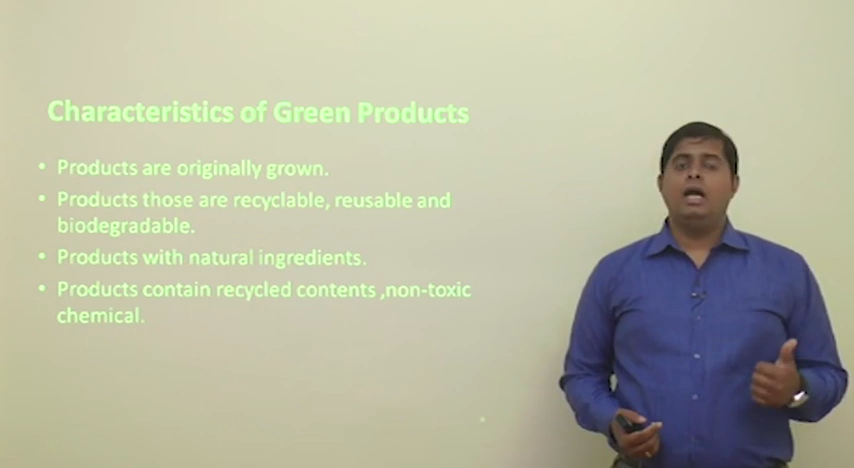 Characteristics of Green Products
• Products are originally grown.
• Products those are recyclable, reusable and
biodegradable.
• Products with natural ingredients.
• Products contain recycled contents ,non-toxic
chemical.